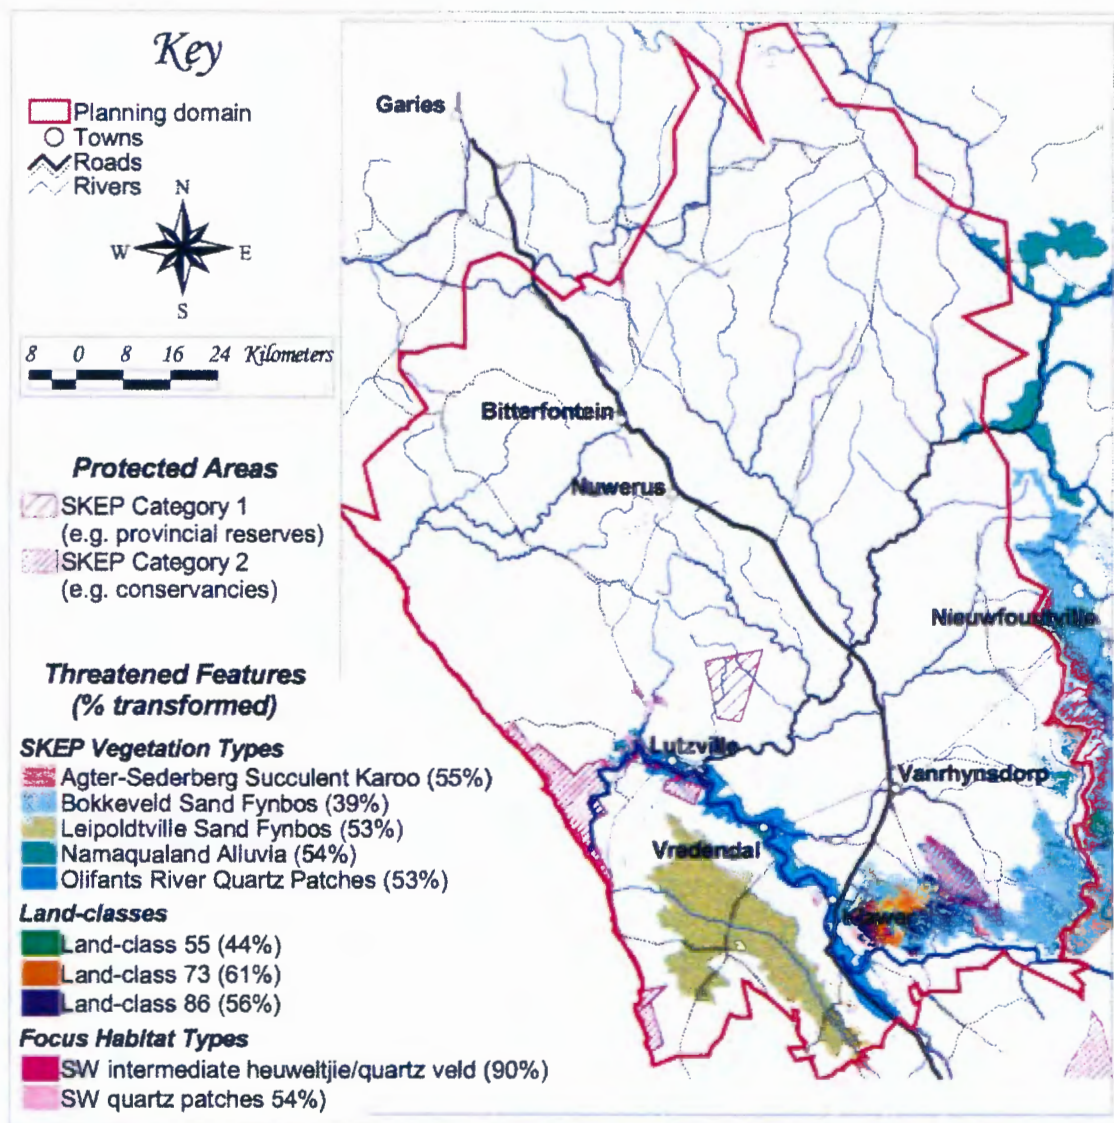 Key
Planning domain
Towns
Roads
Rivers
N
W E
S
8 0 8 16 24 Kilometers
Protected Areas
SKEP Category 1
(e.g. provincial reserves)
SKEP Category 2
(e.g. conservancies)
Threatened Features
(% transformed)
SKEP Vegetation Types
Agter-Sederberg Succulent Karoo (55%)
Bokkeveld Sand Fynbos (39%)
Leipoldtville Sand Fynbos (53%)
Namaqualand Alluvia (54%)
Olifants River Quartz Patches (53%)
Land-classes
Land-class 55 (44%)
Land-class 73 (61%)
Land-class 86 (56%)
Focus Habitat Types
SW intermediate heuweltjie/quartz veld (90%)
SW quartz patches 54%)
Garies
Bitterfontein
Nuwerus
Nieuwfoudtville
Lutzville
Vanrhynsdorp
Vredendal
Klawer